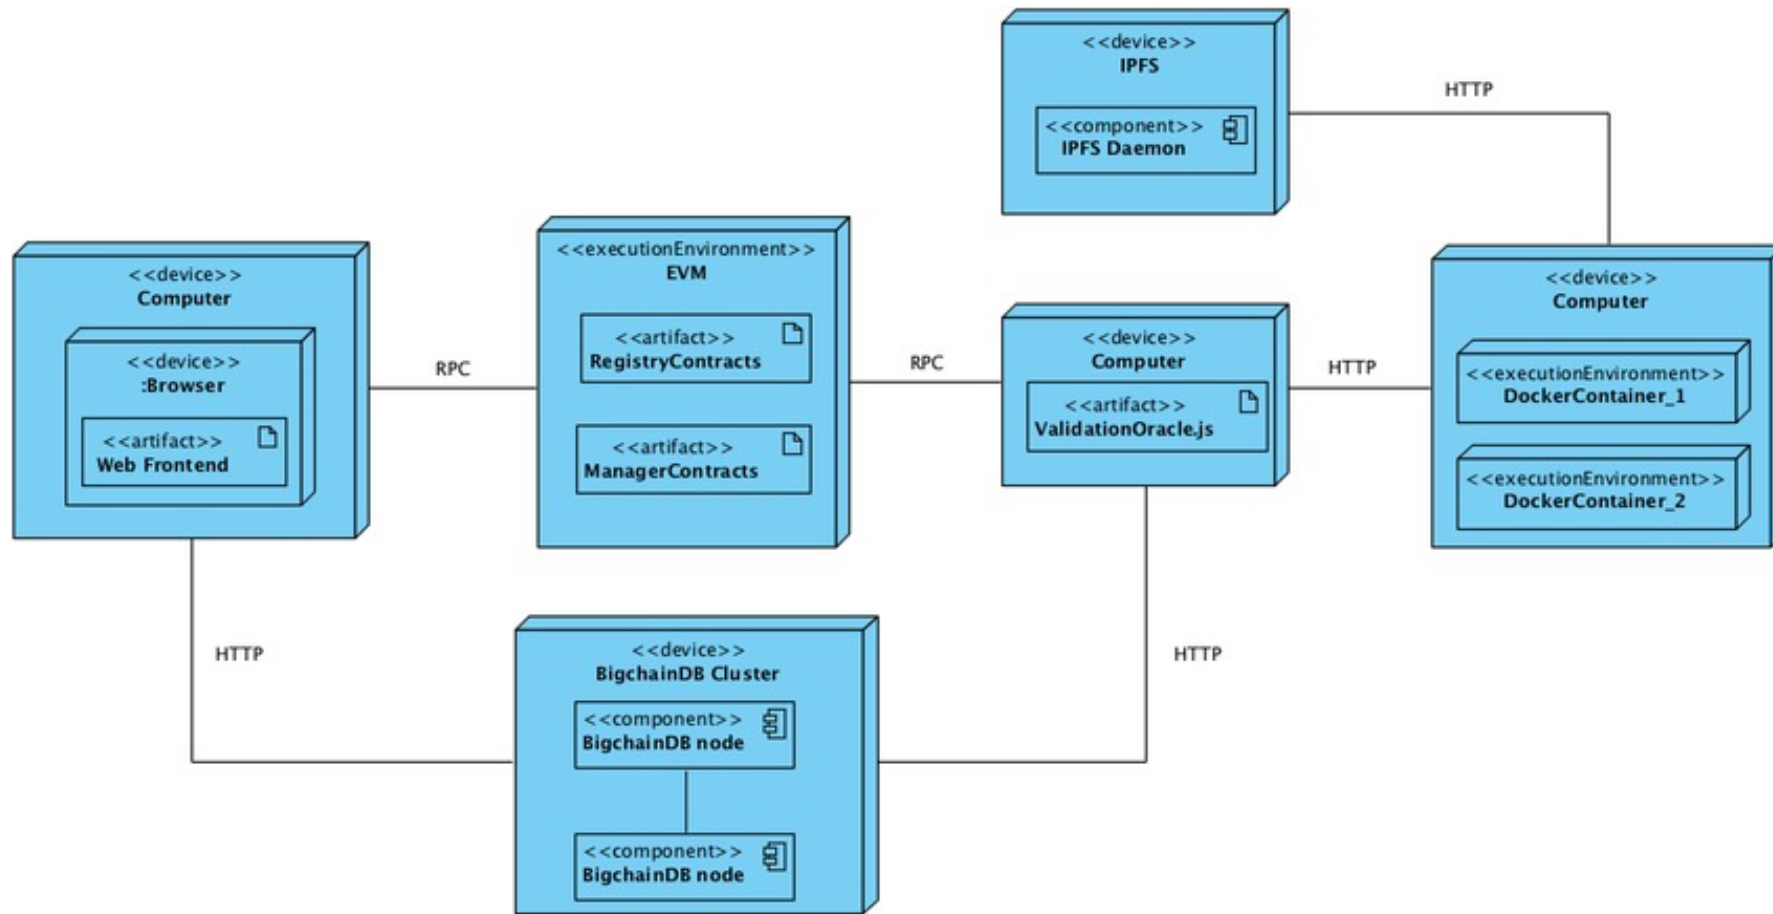 <<device>>
IPFS
<<component>>
IPFS Daemon
HTTP
<<device>>
Computer
<<device>>
:Browser
<<artifact>>
Web Frontend
RPC
<<executionEnvironment>>
EVM
<<artifact>>
RegistryContracts
<<artifact>>
ManagerContracts
RPC
<<device>>
Computer
<<artifact>>
ValidationOracle.js
HTTP
<<device>>
Computer
<<executionEnvironment>>
DockerContainer_1
<<executionEnvironment>>
DockerContainer_2
HTTP
<<device>>
BigchainDB Cluster
<<component>>
BigchainDB node
<<component>>
BigchainDB node
HTTP